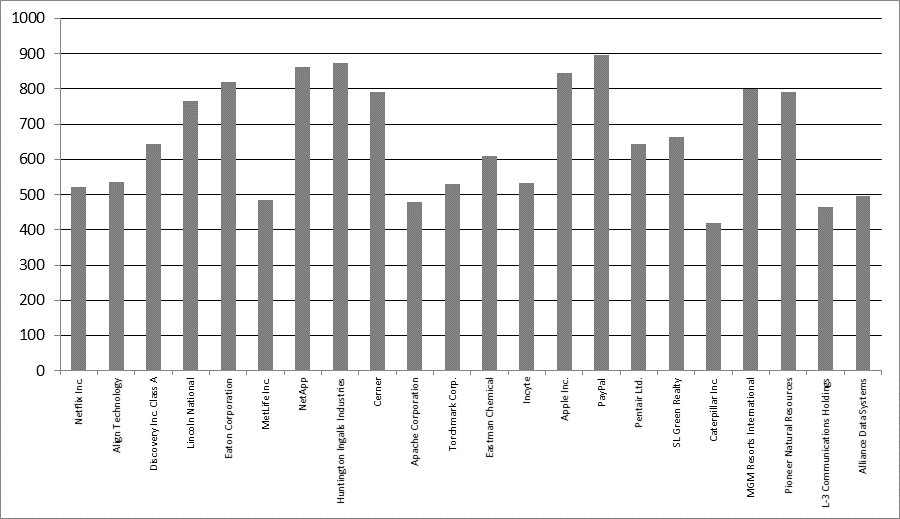 1000
900
800
700
600
500
400
300
200
100
0
Netflix Inc.
Align Technology
Discovery Inc. Class A
Lincoln National
Eaton Corporation
MetLife Inc.
NetApp
Huntington Ingalls Industries
Cerner
Apache Corporation
Torchmark Corp.
Eastman Chemical
Incyte
Apple Inc.
PayPal
Pentair Ltd.
SL Green Realty
Caterpillar Inc.
MGM Resorts International
Pioneer Natural Resources
L-3 Communications Holdings
Alliance Data Systems